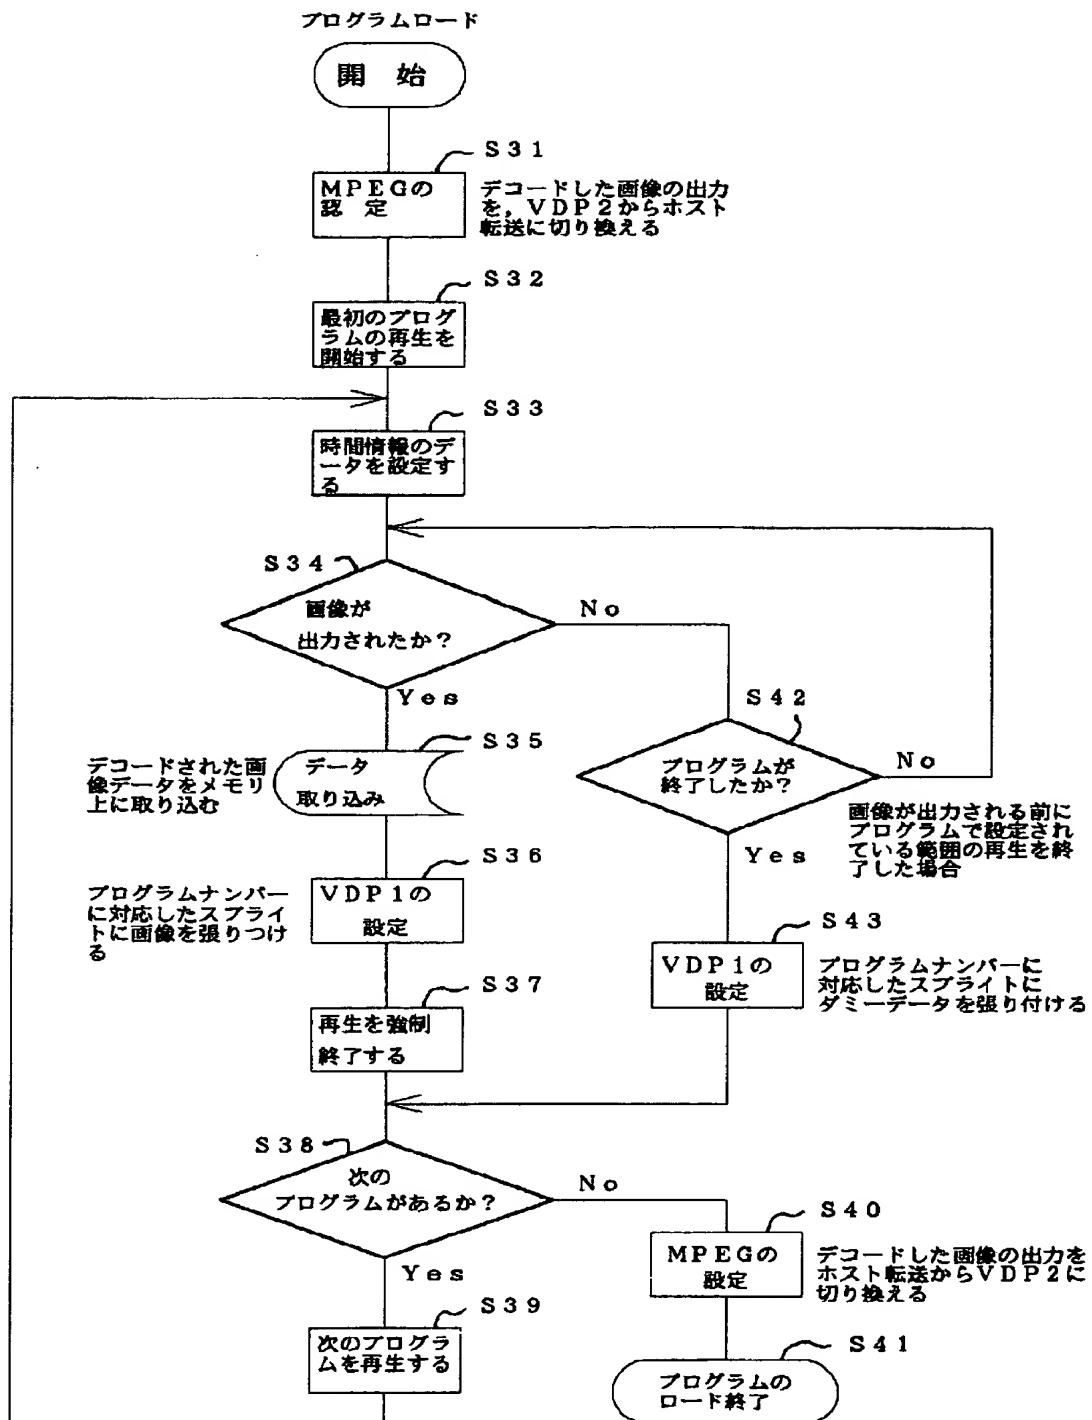 プログラムロード
開 始
S31
MPEGの
認 定
デコードした画像の出力
を，VDP2からホスト
転送に切り換える
S32
最初のプログ
ラムの再生を
開始する
S33
時間情報のデ
ータを設定す
る
S34
画像が
出力されたか？
No
Yes
S42
プログラムが
終了したか？
No
画像が出力される前に
プログラムで設定され
ている範囲の再生を終
了した場合
Yes
S35
データ
取り込み
デコードされた画
像データをメモリ
上に取り込む
S36
VDP1の
設定
プログラムナンバー
に対応したスプライ
トに画像を張りつけ
る
S43
VDP1の
設定
プログラムナンバーに
対応したスプライトに
ダミーデータを張り付ける
S37
再生を強制
終了する
S38
次の
プログラムがあるか？
No
Yes
S40
MPEGの
設定
デコードした画像の出力を
ホスト転送からVDP2に
切り換える
S39
次のプログラ
ムを再生する
S41
プログラムの
ロード終了